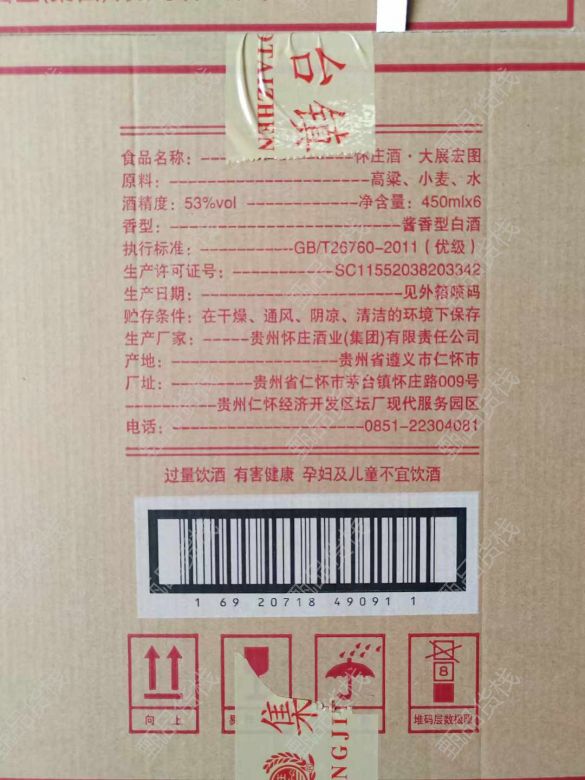 台镇
OTAIZHEN
食品名称：怀庄酒·大展宏图
原料：高粱、小麦、水
酒精度：53%vol 净含量：450mlx6
香型：酱香型白酒
执行标准：GB/T26760-2011（优级）
生产许可证号：SC11552038203342
生产日期：见外箱喷码
贮存条件：在干燥、通风、阴凉、清洁的环境下保存
生产厂家：贵州怀庄酒业(集团)有限责任公司
产地：贵州省遵义市仁怀市
厂址：贵州省仁怀市茅台镇怀庄路009号
贵州仁怀经济开发区坛厂现代服务园区
电话：0851-22304081
过量饮酒 有害健康 孕妇及儿童不宜饮酒
1 69 20718 49091 1
8
向上
堆码层数极限
集
NGJI
甄品货栈